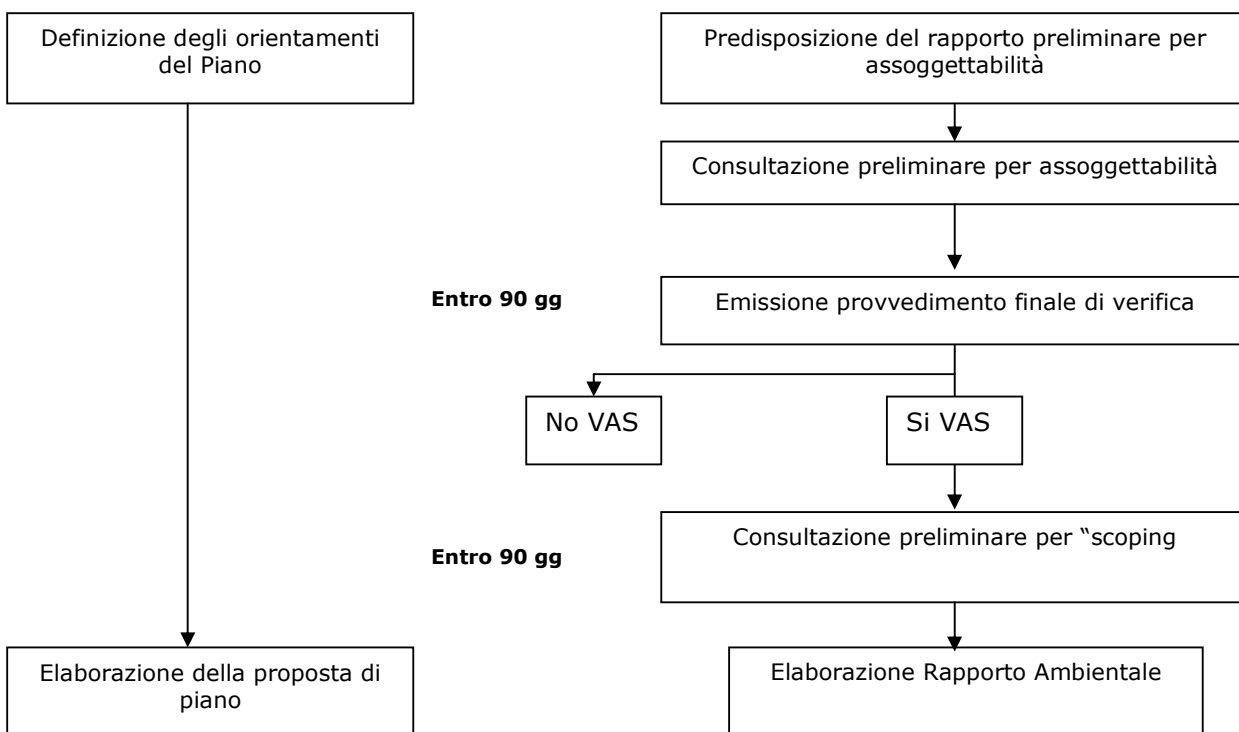 Definizione degli orientamenti
del Piano
Predisposizione del rapporto preliminare per
assoggettabilità
Consultazione preliminare per assoggettabilità
Entro 90 gg
Emissione provvedimento finale di verifica
No VAS
Si VAS
Consultazione preliminare per “scoping
Entro 90 gg
Elaborazione della proposta di
piano
Elaborazione Rapporto Ambientale